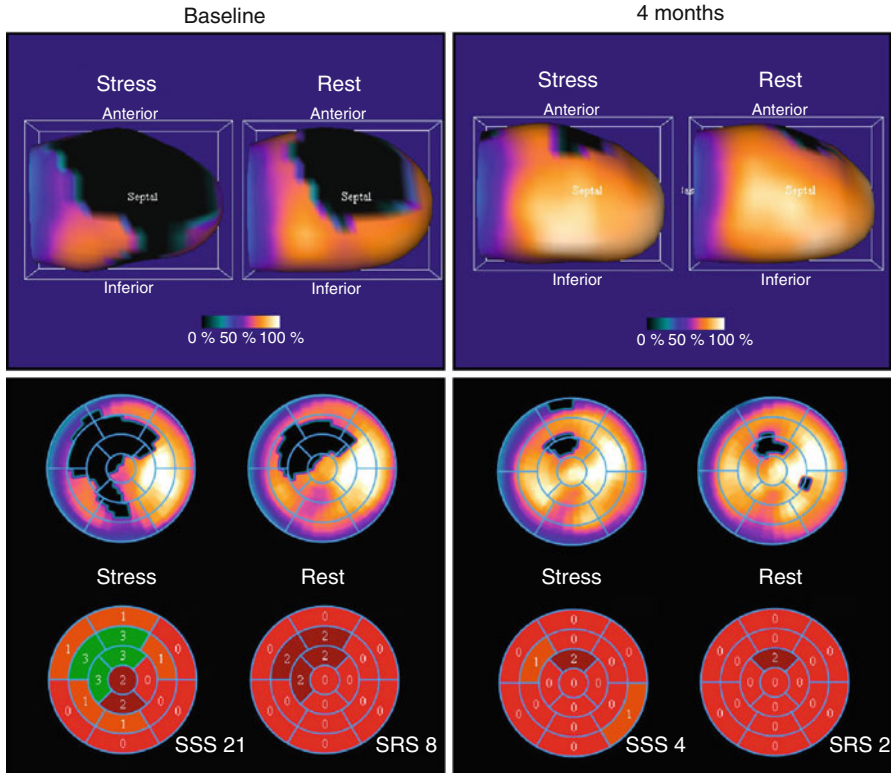 Baseline
4 months
Stress
Rest
Stress
Rest
Anterior
Anterior
Anterior
Anterior
Septal
Septal
Septal
Septal
Inferior
Inferior
Inferior
Inferior
0 % 50 % 100 %
0 % 50 % 100 %
Stress
Rest
Stress
Rest
1
3
1 3 0
3 1
3 2 0
1 2 0
0 0
1
0
SSS 21
0
2
0 2 0
2 0
2 0 0
0 0 0
0 0
0
0
SRS 8
0
0
0 2 0
1 0
0 0 0
0 0 0
0 1
0
0
SSS 4
0
0
0 2 0
0 0
0 0 0
0 0 0
0 0
0
0
SRS 2